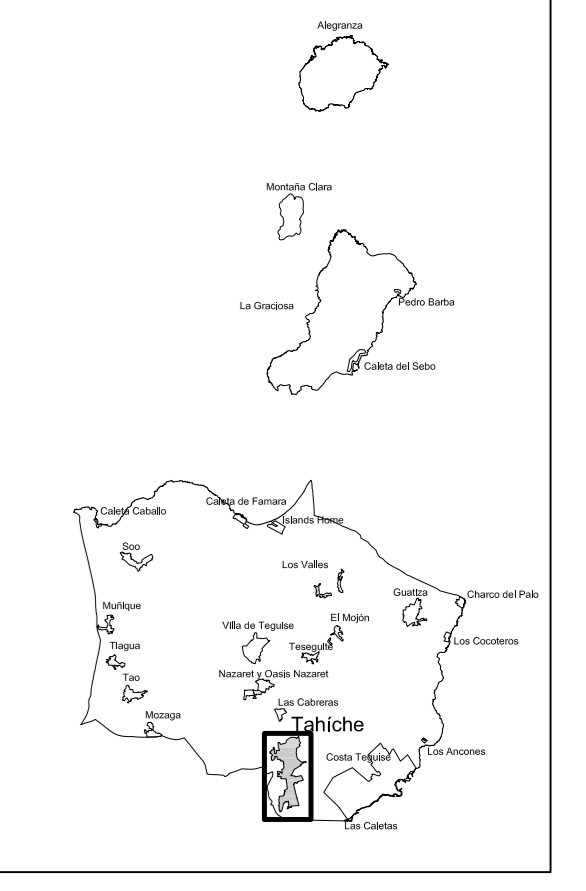 Alegranza
Montaña Clara
La Graciosa
Pedro Barba
Caleta del Sebo
Caleta de Famara
Caleta Caballo
Islands Home
Soo
Los Valles
Guatiza
Charco del Palo
Muñique
El Mojón
Villa de Teguise
Los Cocoteros
Tiagua
Teseguite
Nazaret y Oasis Nazaret
Tao
Las Cabreras
Mozaga
Tahíche
Costa Teguise
Los Ancones
Las Caletas